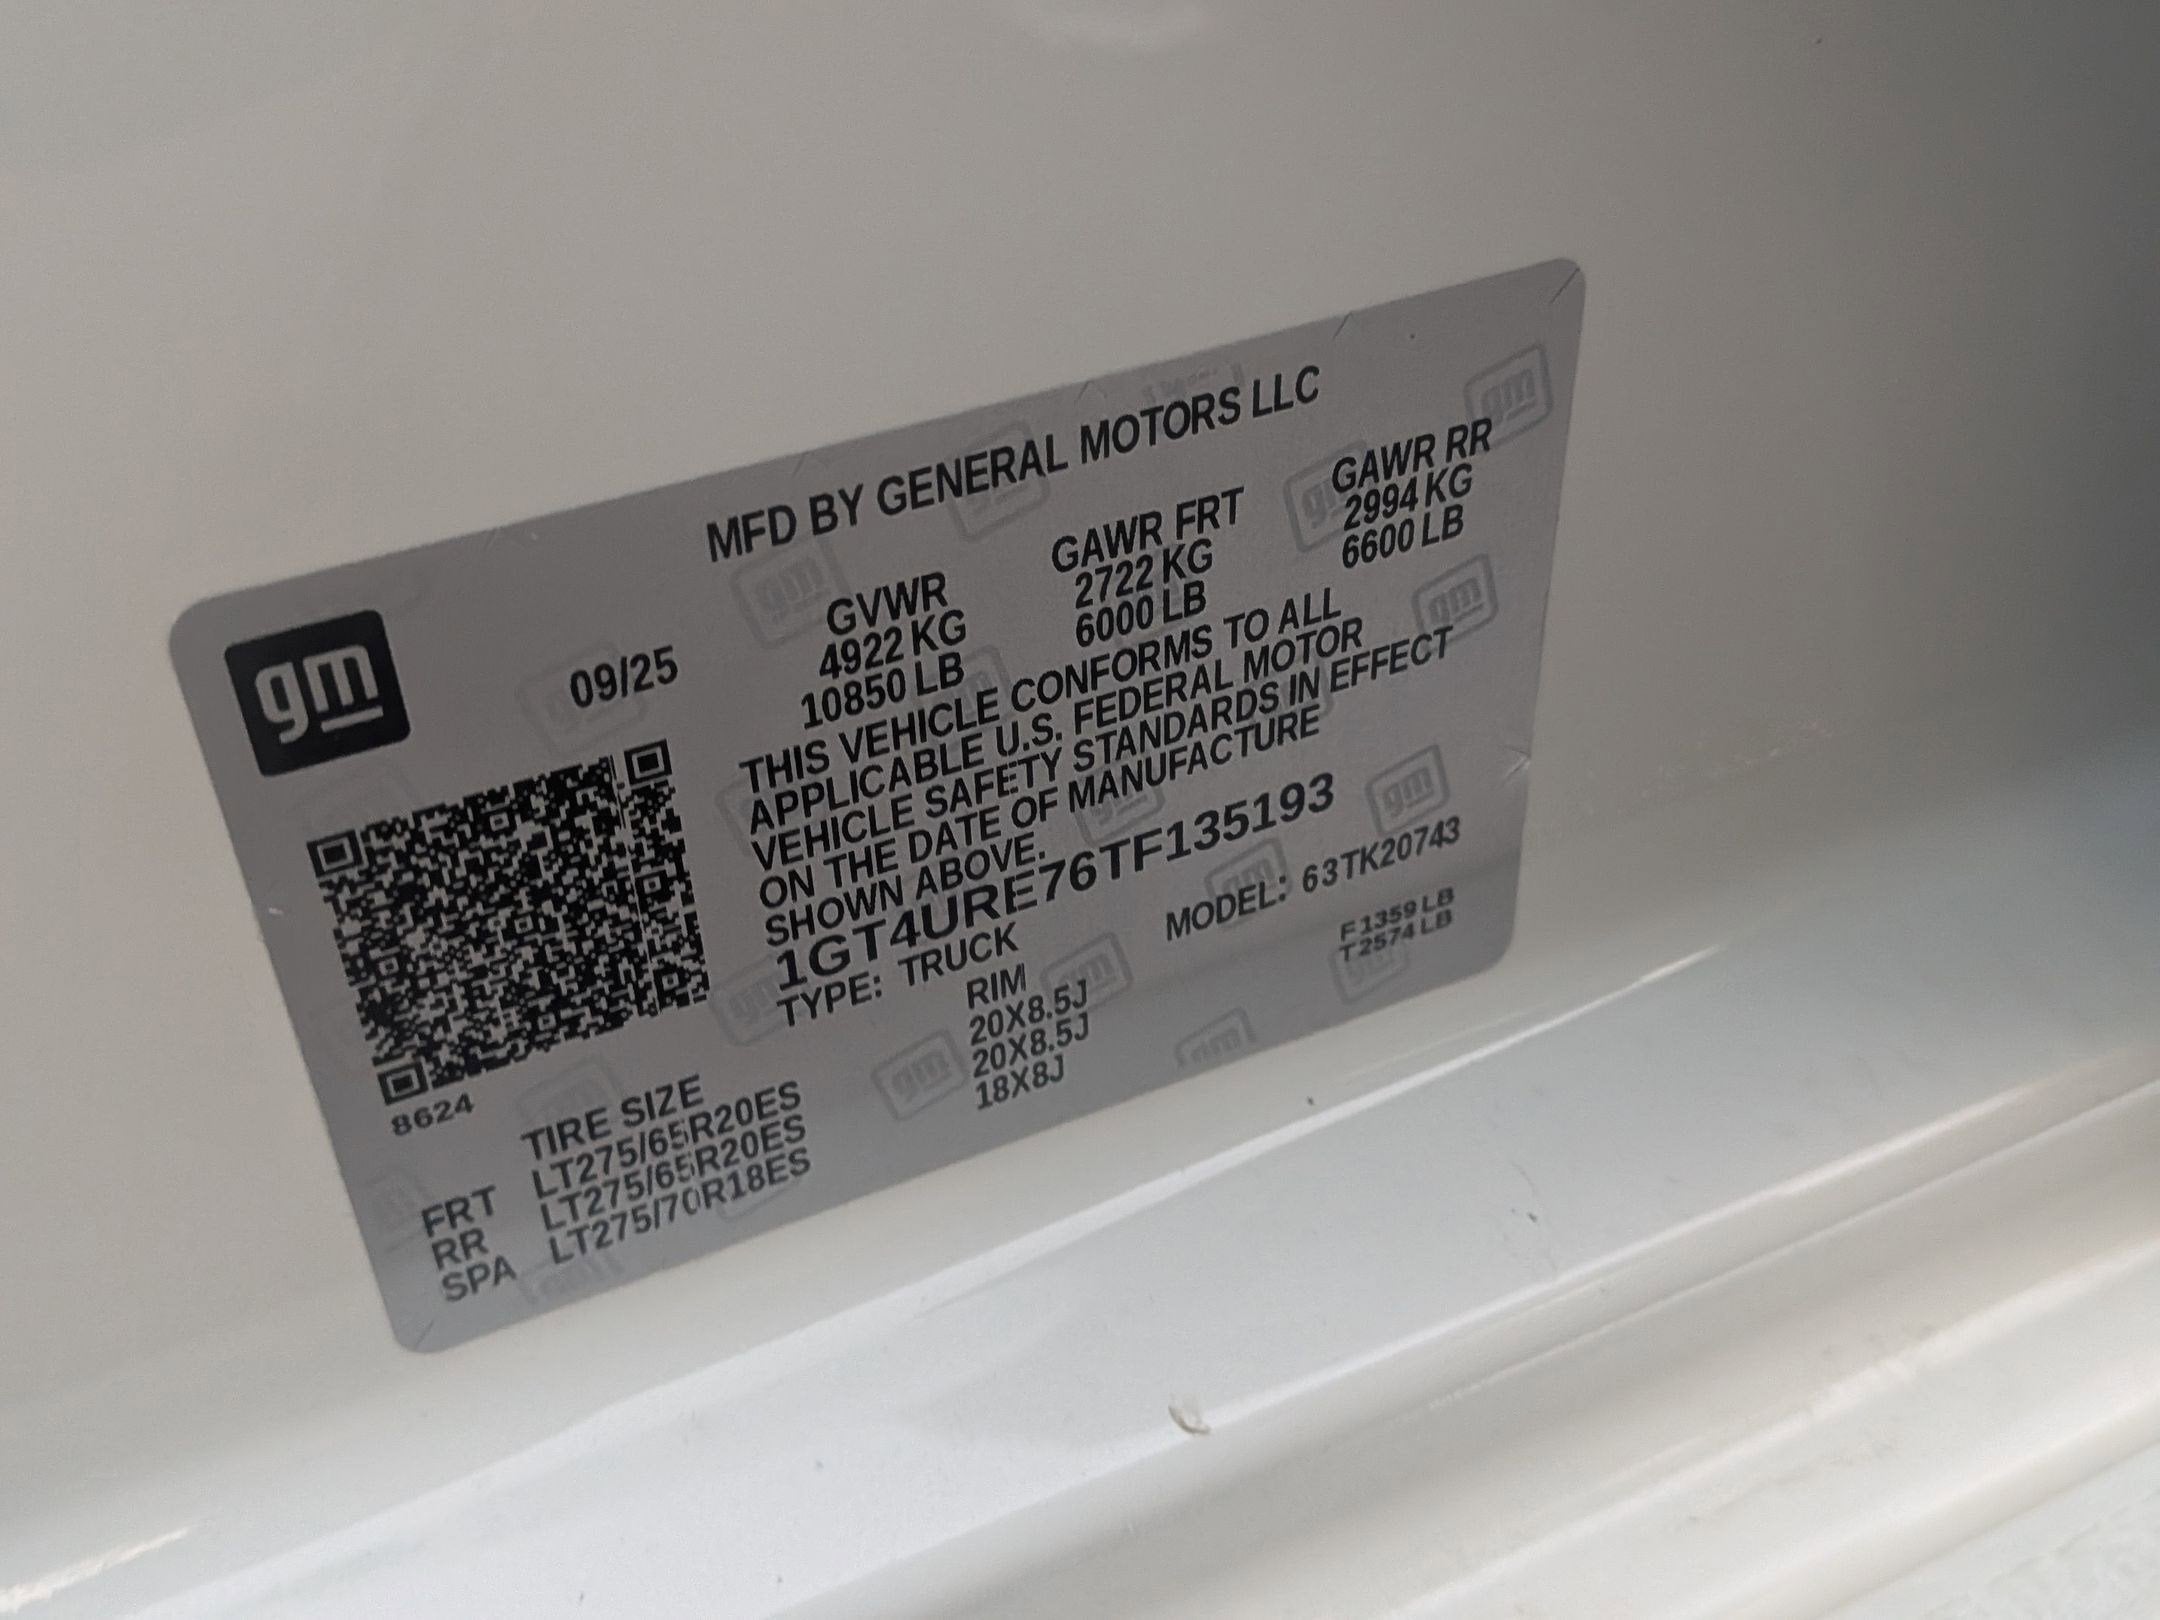 MFD BY GENERAL MOTORS LLC
gm
09/25
GVWR GAWR FRT GAWR RR
4922 KG 2722 KG 2994 KG
10850 LB 6000 LB 6600 LB
THIS VEHICLE CONFORMS TO ALL
APPLICABLE U.S. FEDERAL MOTOR
VEHICLE SAFETY STANDARDS IN EFFECT
ON THE DATE OF MANUFACTURE
SHOWN ABOVE.
1GT4URE76TF135193
TYPE: TRUCK MODEL: 63TK20743
8624
F 1359 LB
T 2574 LB
TIRE SIZE RIM
FRT LT275/65R20ES 20X8.5J
RR LT275/65R20ES 20X8.5J
SPA LT275/70R18ES 18X8J